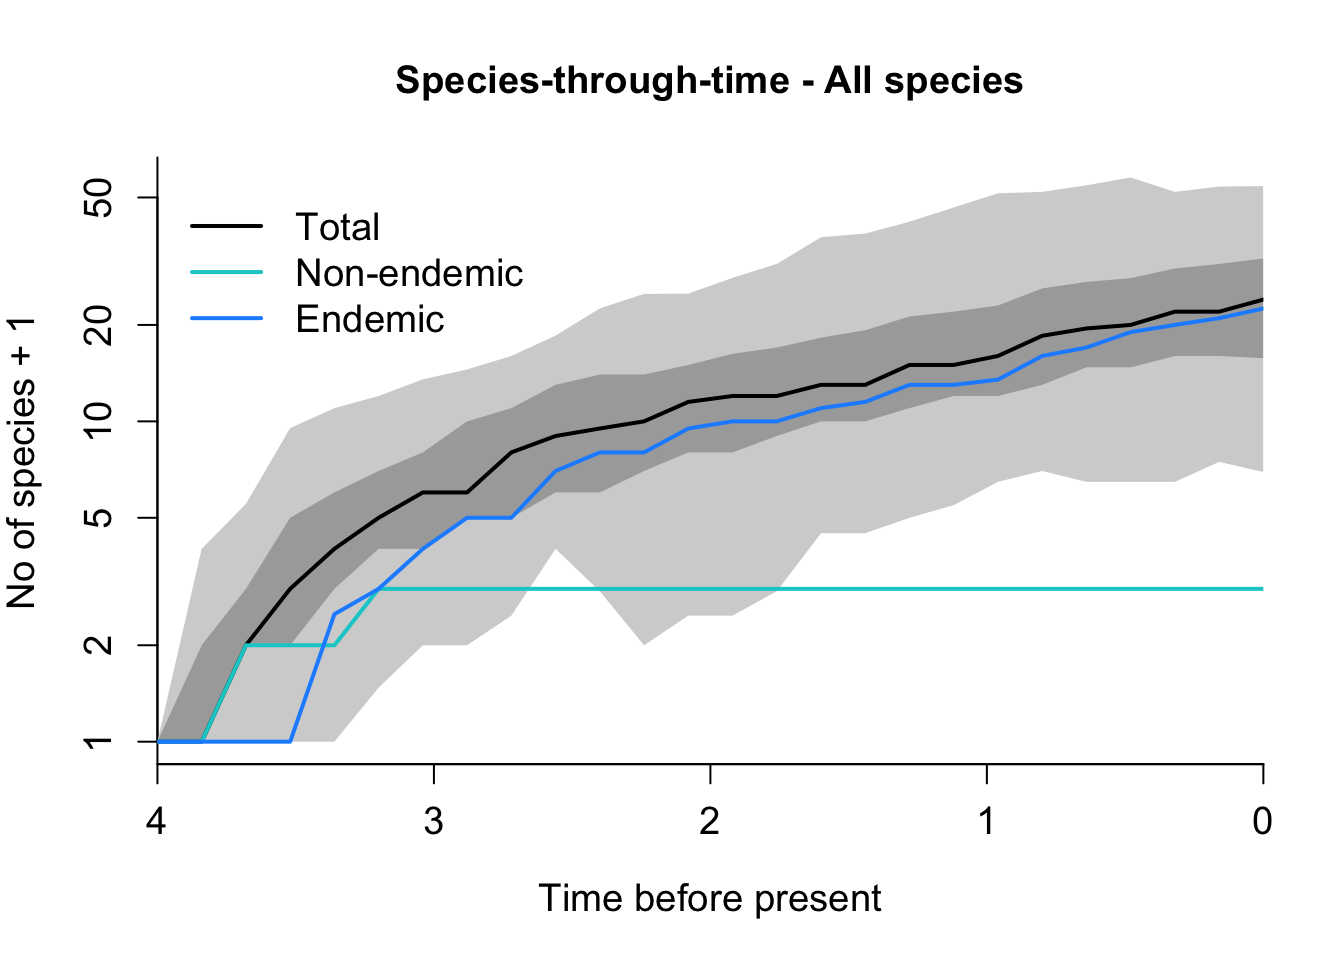 Species-through-time - All species
No of species + 1
50
20
10
5
2
1
Total
Non-endemic
Endemic
4 3 2 1 0
Time before present